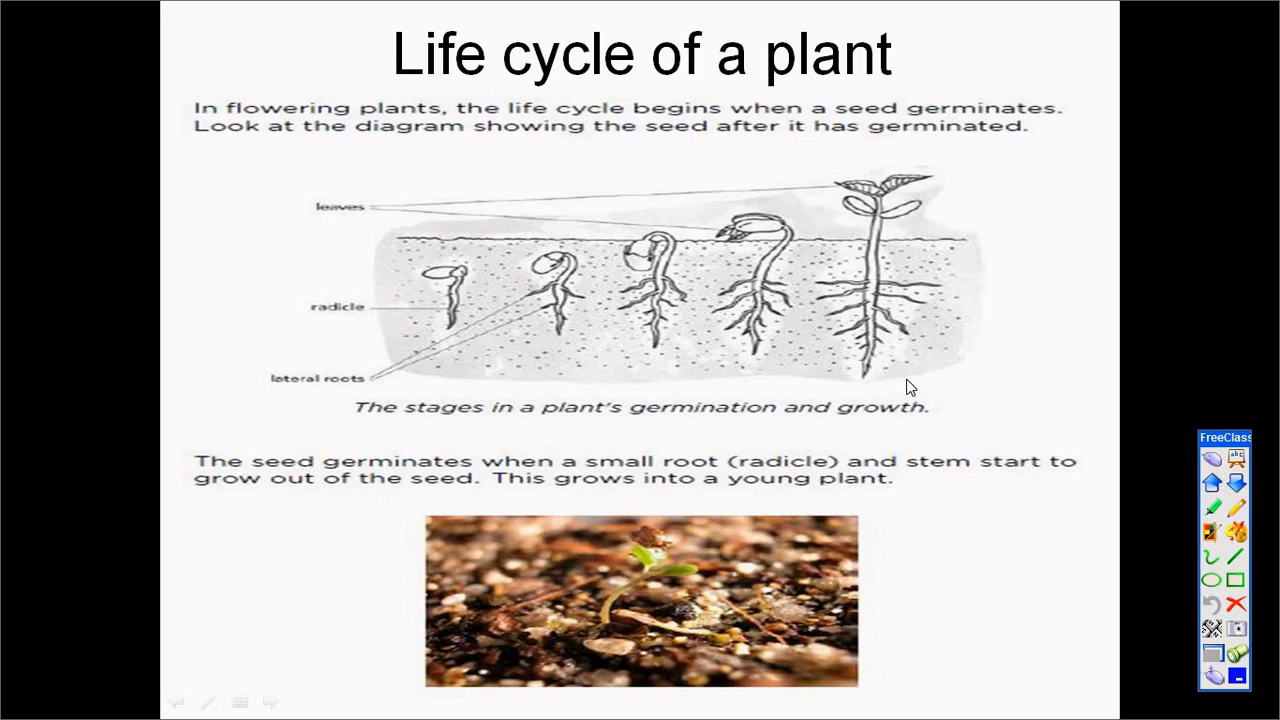 Life cycle of a plant
In flowering plants, the life cycle begins when a seed germinates.
Look at the diagram showing the seed after it has germinated.
leaves
radicle
lateral roots
The stages in a plant's germination and growth.
The seed germinates when a small root (radicle) and stem start to
grow out of the seed. This grows into a young plant.
FreeClass
abc